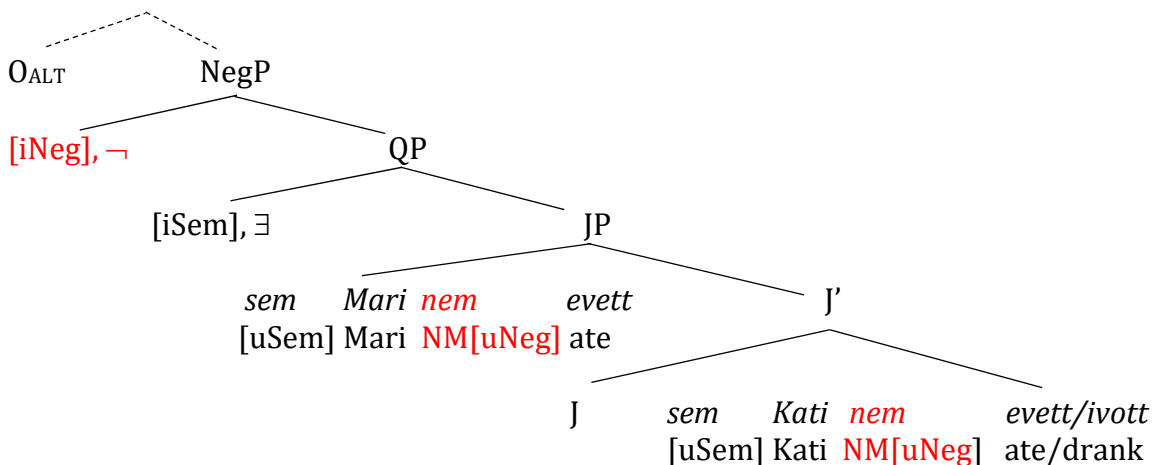 OALT NegP
[iNeg], ¬ QP
[iSem], ∃ JP
sem Mari nem evett J’
[uSem] Mari NM[uNeg] ate
J sem Kati nem evett/ivott
[uSem] Kati NM[uNeg] ate/drank